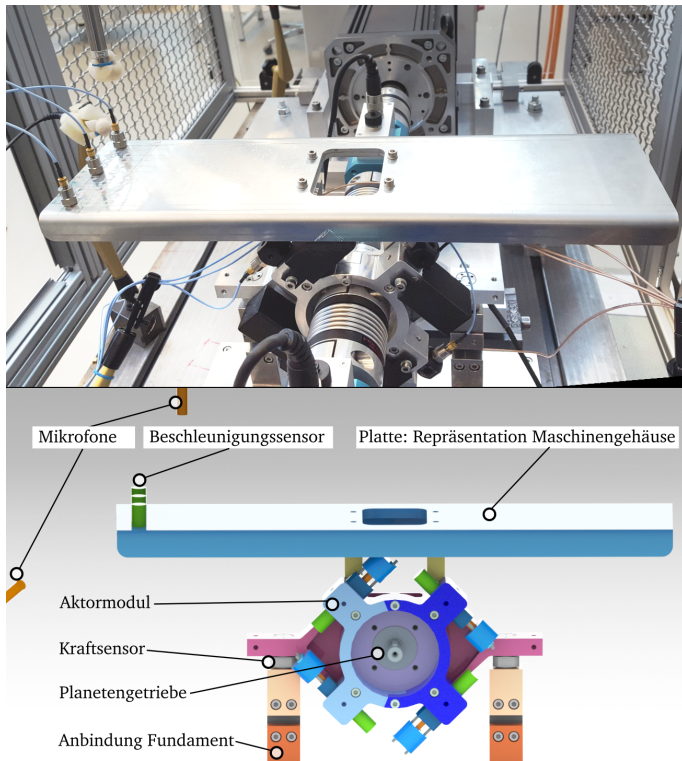 Mikrofone
Beschleunigungssensor
Platte: Repräsentation Maschinengehäuse
Aktormodul
Kraftsensor
Planetengetriebe
Anbindung Fundament